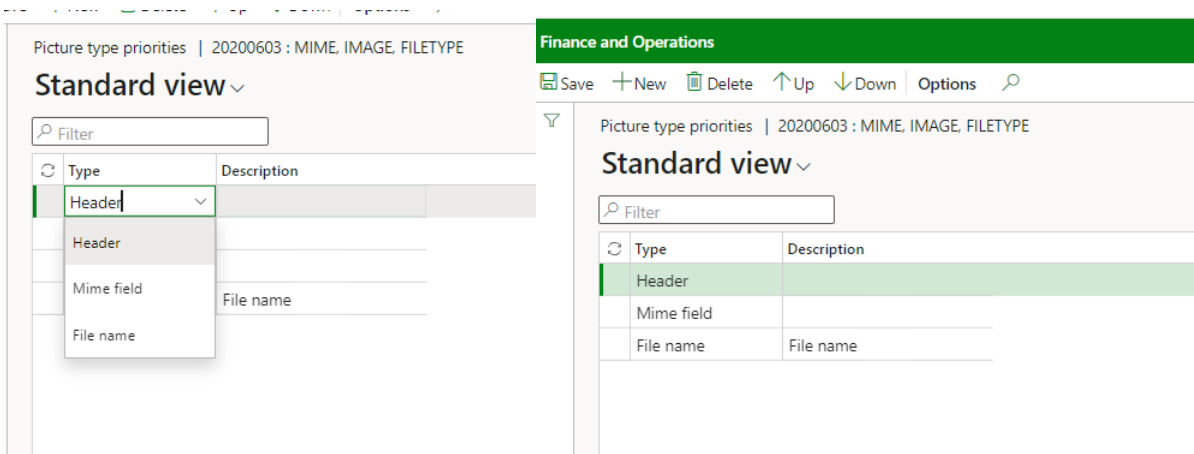 Picture type priorities | 20200603 : MIME, IMAGE, FILETYPE
Standard view
Filter
Type Description
Header
Header
Mime field
File name
File name
Finance and Operations
Save New Delete Up Down Options
Picture type priorities | 20200603 : MIME, IMAGE, FILETYPE
Standard view
Filter
Type Description
Header
Mime field
File name File name